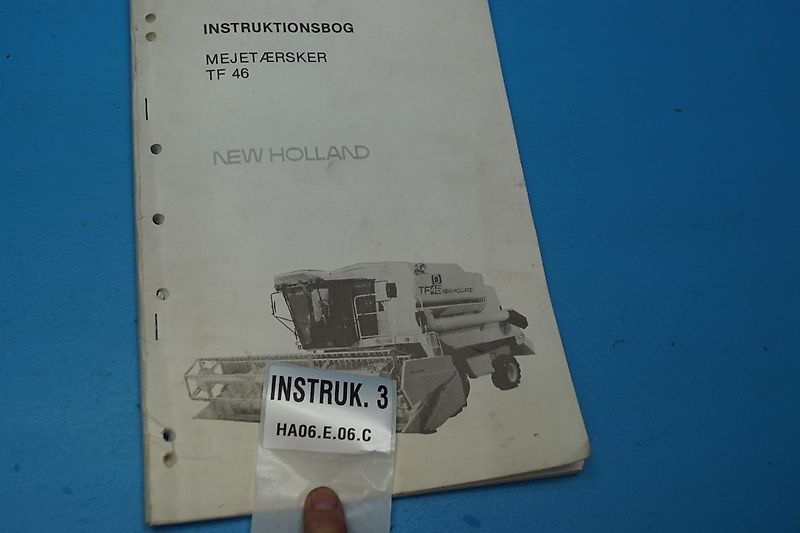 INSTRUKTIONSBOG
MEJETÆRSKER
TF 46
NEW HOLLAND
TF46 NEW HOLLAND
INSTRUK. 3
HA06.E.06.C